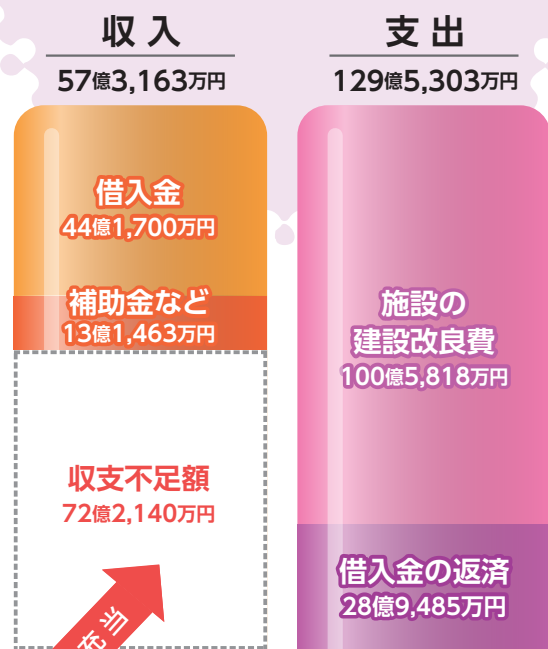 収入
57億3,163万円
借入金
44億1,700万円
補助金など
13億1,463万円
収支不足額
72億2,140万円
充当
支出
129億5,303万円
施設の
建設改良費
100億5,818万円
借入金の返済
28億9,485万円